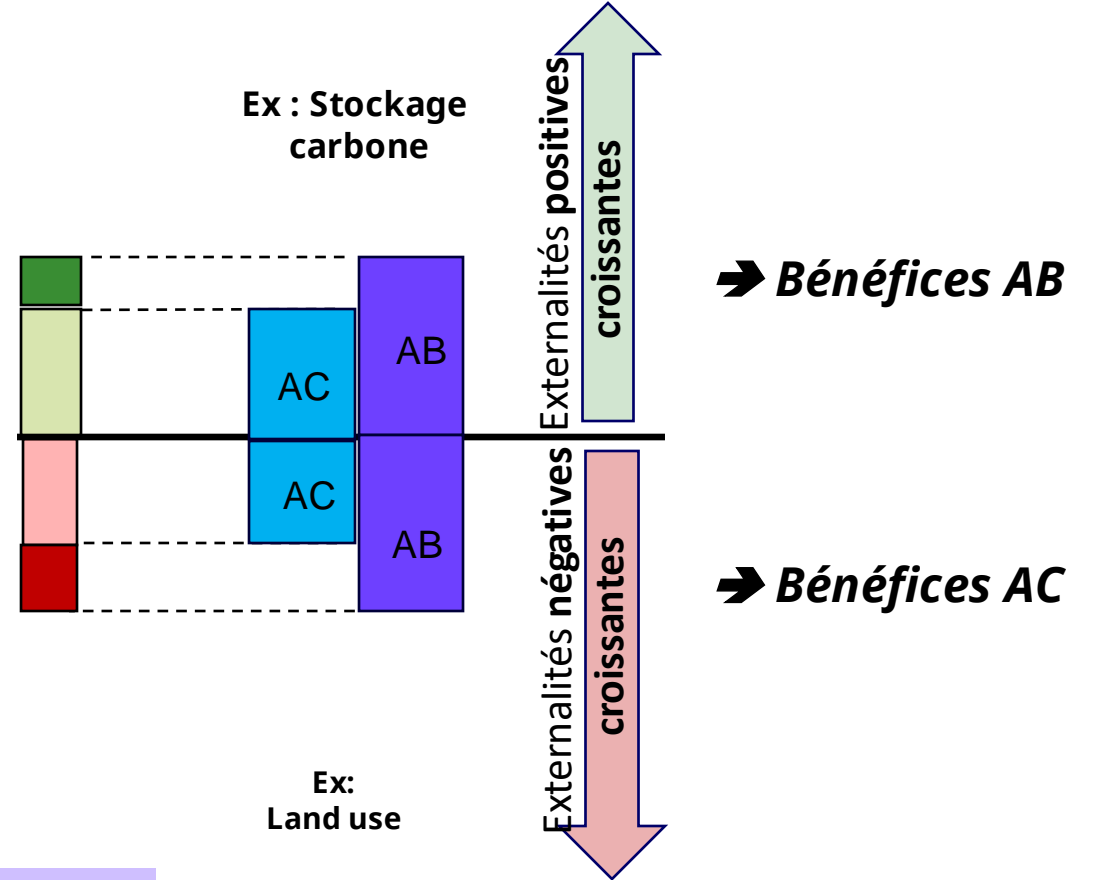 Ex : Stockage
carbone
Externalités positives
croissantes
🡺 Bénéfices AB
AB
AC
AC
AB
Externalités négatives
croissantes
🡺 Bénéfices AC
Ex:
Land use